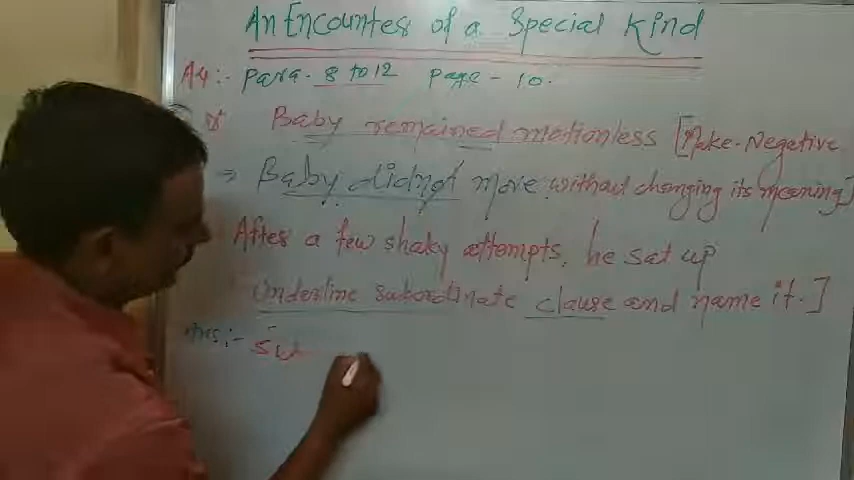 An Encounter of a Special Kind
A4:- Para. 8 to 12 Page - 10.
Baby remained motionless [Make Negative
⇒ Baby did not move without changing its meaning]
After a few shaky attempts, he sat up
Underline subordinate clause and name it.]
Ans:- Su